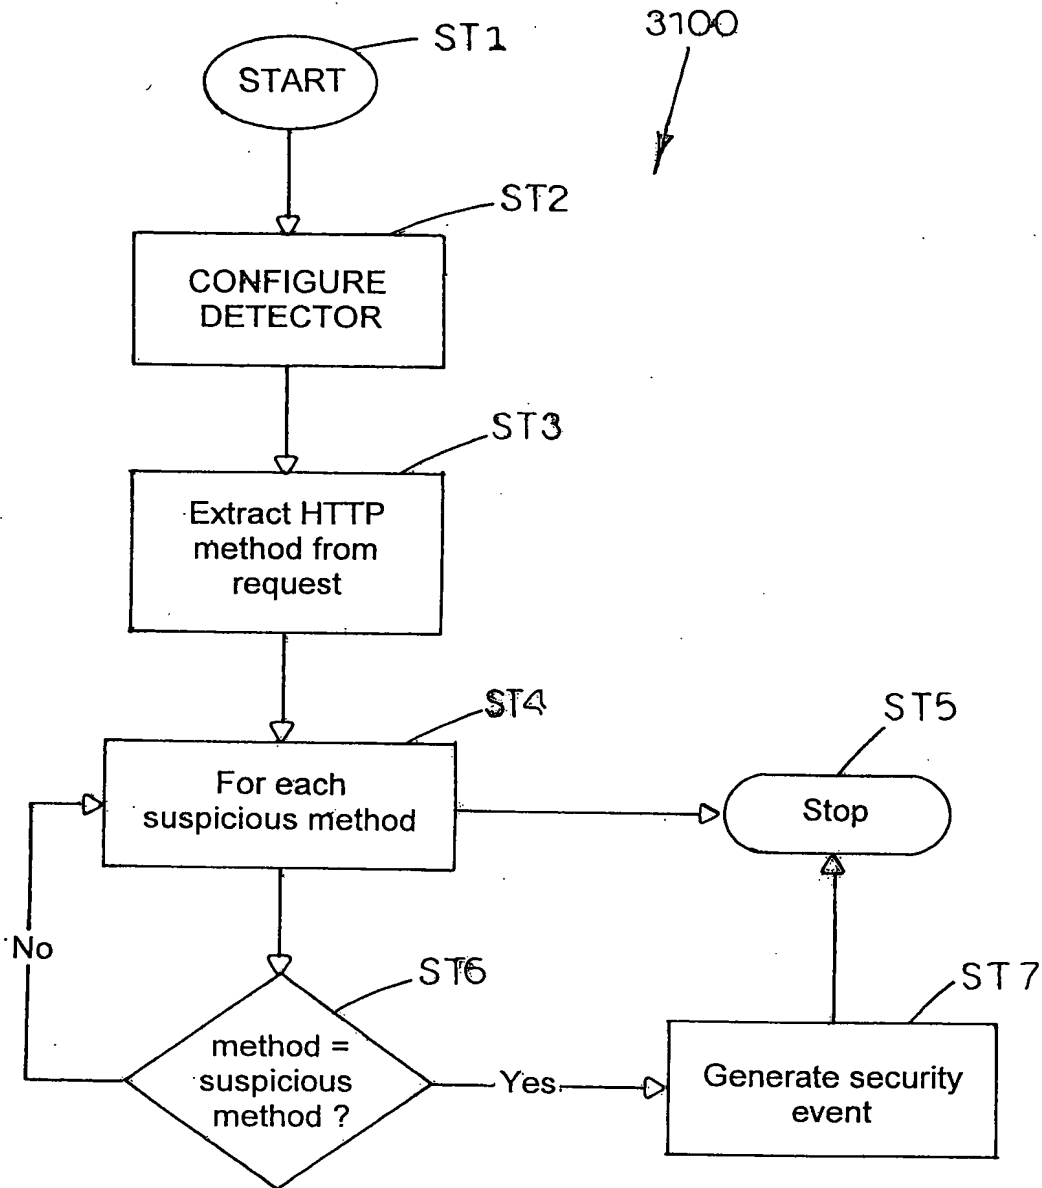 ST1
3100
START
ST2
CONFIGURE
DETECTOR
ST3
Extract HTTP
method from
request
ST4
ST5
For each
suspicious method
Stop
No
ST6
ST7
method =
suspicious
method ?
Yes
Generate security
event